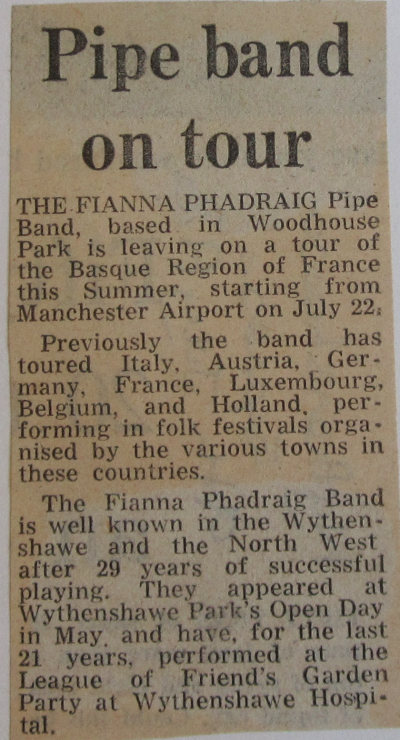 Pipe band
on tour
THE FIANNA PHADRAIG Pipe
Band, based in Woodhouse
Park is leaving on a tour of
the Basque Region of France
this Summer, starting from
Manchester Airport on July 22.
Previously the band has
toured Italy, Austria, Ger-
many, France, Luxembourg,
Belgium, and Holland, per-
forming in folk festivals orga-
nised by the various towns in
these countries.
The Fianna Phadraig Band
is well known in the Wythen-
shawe and the North West
after 29 years of successful
playing. They appeared at
Wythenshawe Park's Open Day
in May, and have, for the last
21 years, performed at the
League of Friend's Garden
Party at Wythenshawe Hospi-
tal.